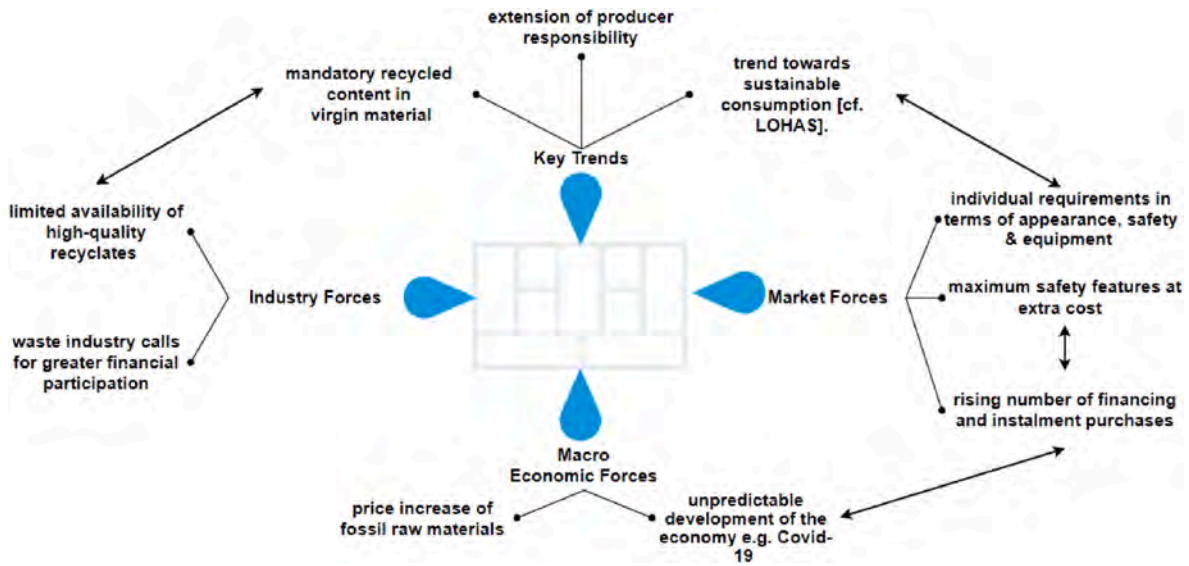 extension of producer
responsibility
mandatory recycled
content in
virgin material
trend towards
sustainable
consumption [cf.
LOHAS].
Key Trends
limited availability of
high-quality
recyclates
Industry Forces
waste industry calls
for greater financial
participation
Market Forces
individual requirements in
terms of appearance, safety
& equipment
maximum safety features at
extra cost
rising number of financing
and instalment purchases
Macro
Economic Forces
price increase of
fossil raw materials
unpredictable
development of the
economy e.g. Covid-
19